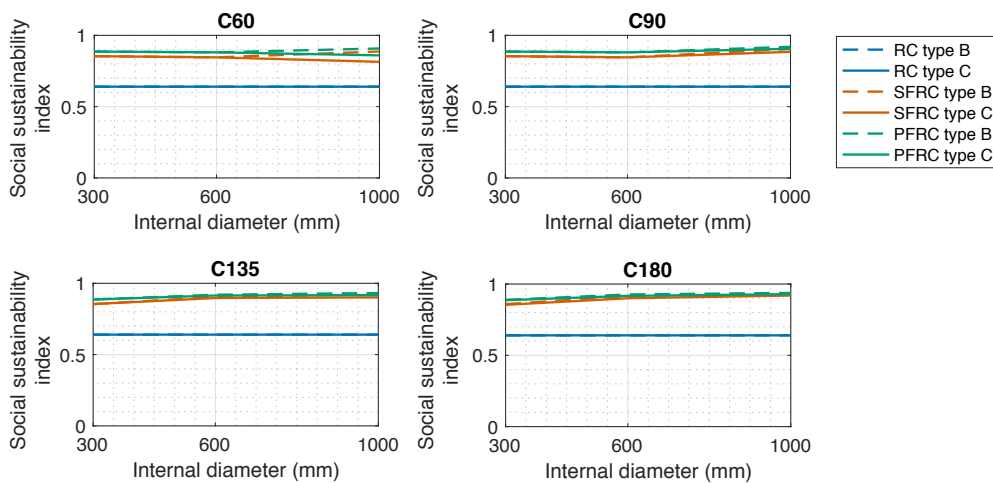 C60
1
0.5
0
Social sustainability
index
300
600
1000
Internal diameter (mm)
C90
1
0.5
0
Social sustainability
index
300
600
1000
Internal diameter (mm)
RC type B
RC type C
SFRC type B
SFRC type C
PFRC type B
PFRC type C
C135
1
0.5
0
Social sustainability
index
300
600
1000
Internal diameter (mm)
C180
1
0.5
0
Social sustainability
index
300
600
1000
Internal diameter (mm)